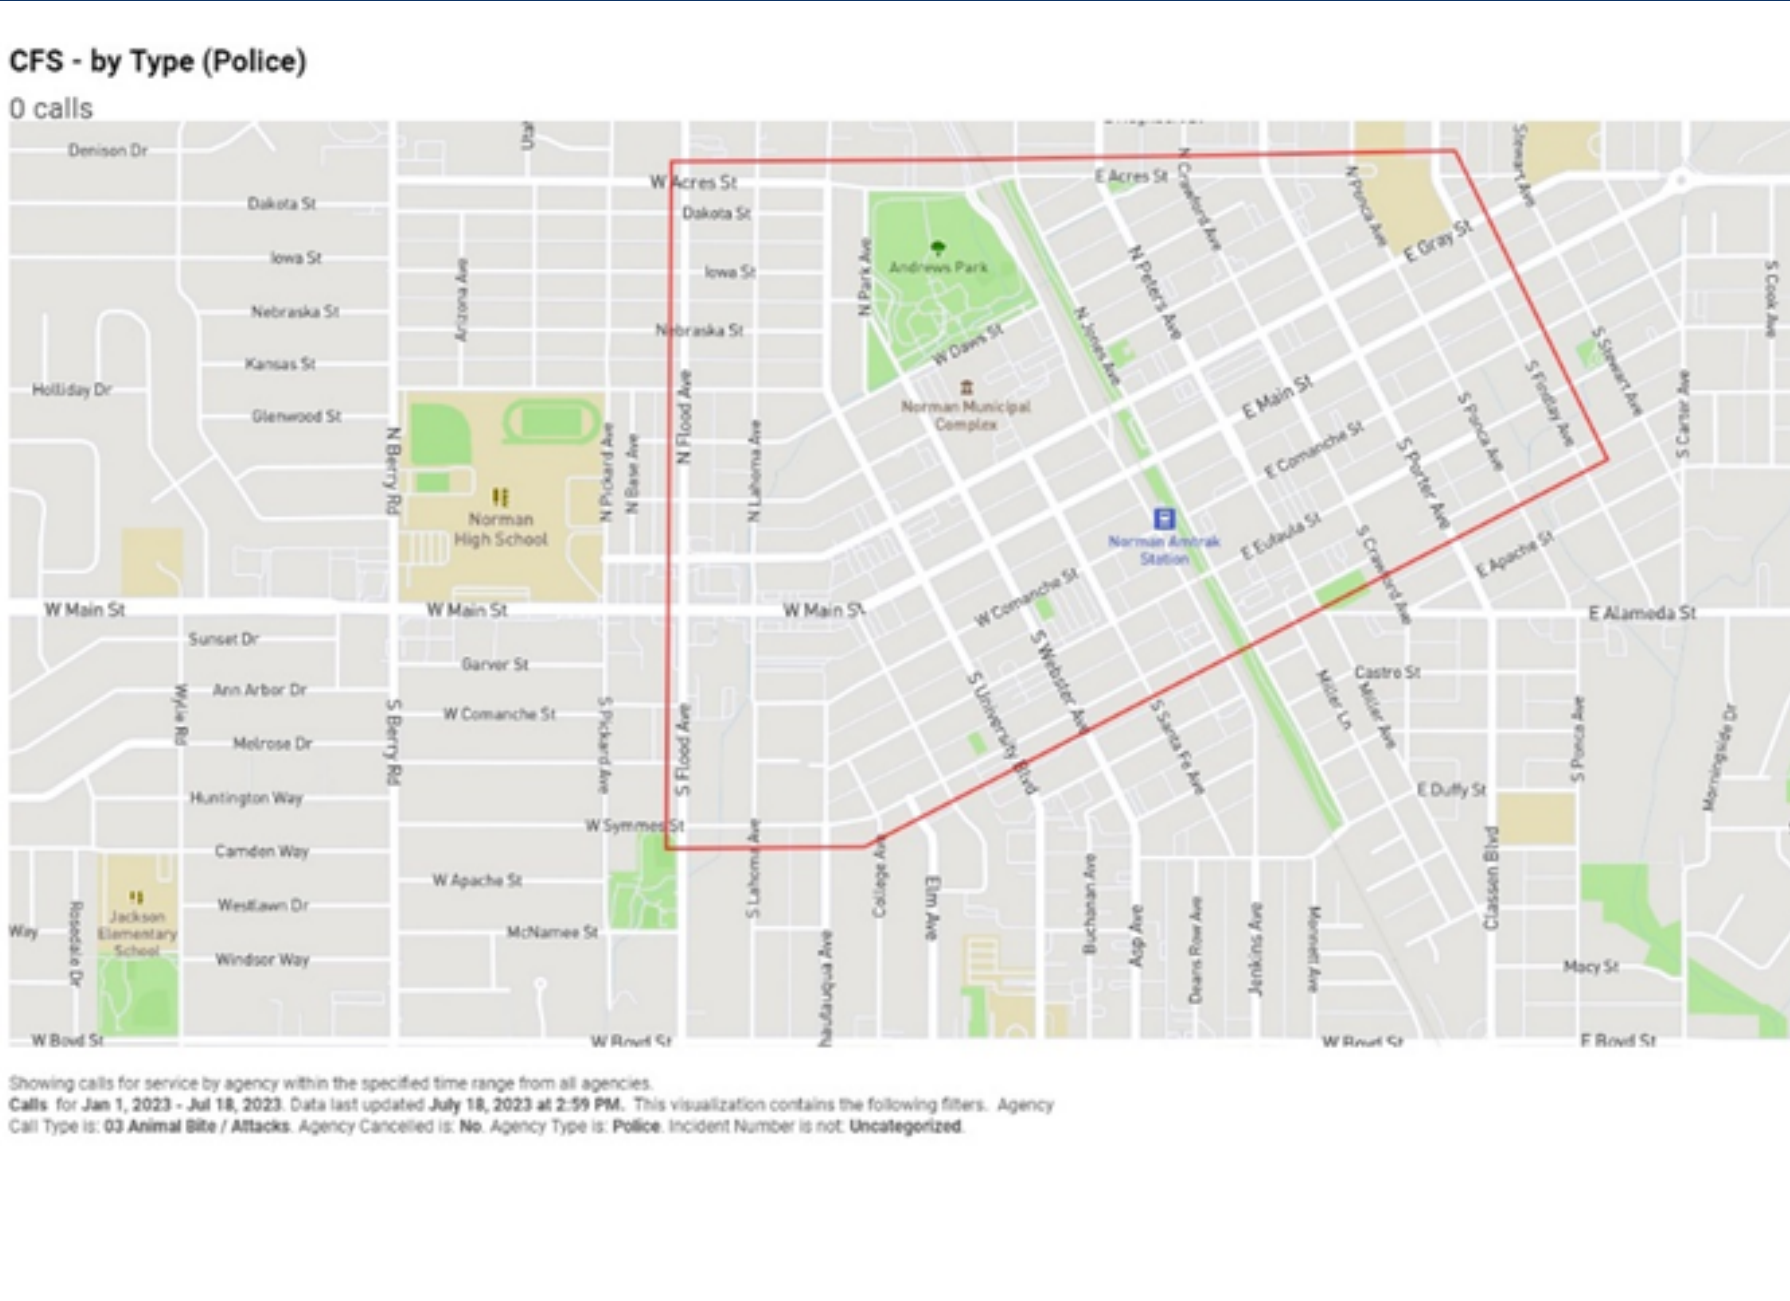 CFS - by Type (Police)
0 calls
Denison Dr
W Acres St
E Acres St
N Crawford Ave
N Ponca Ave
Stewart Ave
Dakota St
Dakota St
E Gray St
Iowa St
Arizona Ave
Iowa St
N Park Ave
Andrews Park
N Peters Ave
S Cook Ave
Nebraska St
Nebraska St
W Daws St
N Jones Ave
S Stewart Ave
Kansas St
Holliday Dr
Glenwood St
N Flood Ave
Norman Municipal
Complex
E Main St
S Findlay Ave
S Ponca Ave
S Carter Ave
N Berry Rd
N Pickard Ave
N Base Ave
N Lahoma Ave
E Comanche St
S Porter Ave
Norman
High School
Norman Amtrak
Station
E Eufaula St
S Crawford Ave
E Apache St
W Main St
W Main St
W Main St
W Comanche St
E Alameda St
Sunset Dr
Garver St
S Webster Ave
Castro St
Ann Arbor Dr
Wylie Rd
S Berry Rd
W Comanche St
S Pickard Ave
S Flood Ave
S University Blvd
S Santa Fe Ave
Miller Ln
Miller Ave
S Ponca Ave
Morningside Dr
Melrose Dr
Huntington Way
W Symmes St
E Duffy St
Camden Way
S Lahoma Ave
College Ave
Classen Blvd
W Apache St
Elm Ave
Buchanan Ave
Asp Ave
Deans Row Ave
Jenkins Ave
Monnett Ave
Jackson
Elementary
School
Westlawn Dr
Way
Rosedale Dr
McNamee St
Windsor Way
hautauqua Ave
Macy St
W Boyd St
W Boyd St
W Boyd St
E Boyd St
Showing calls for service by agency within the specified time range from all agencies.
Calls for Jan 1, 2023 - Jul 18, 2023. Data last updated July 18, 2023 at 2:59 PM. This visualization contains the following filters. Agency
Call Type is: 03 Animal Bite / Attacks. Agency Cancelled is: No. Agency Type is: Police. Incident Number is not: Uncategorized.